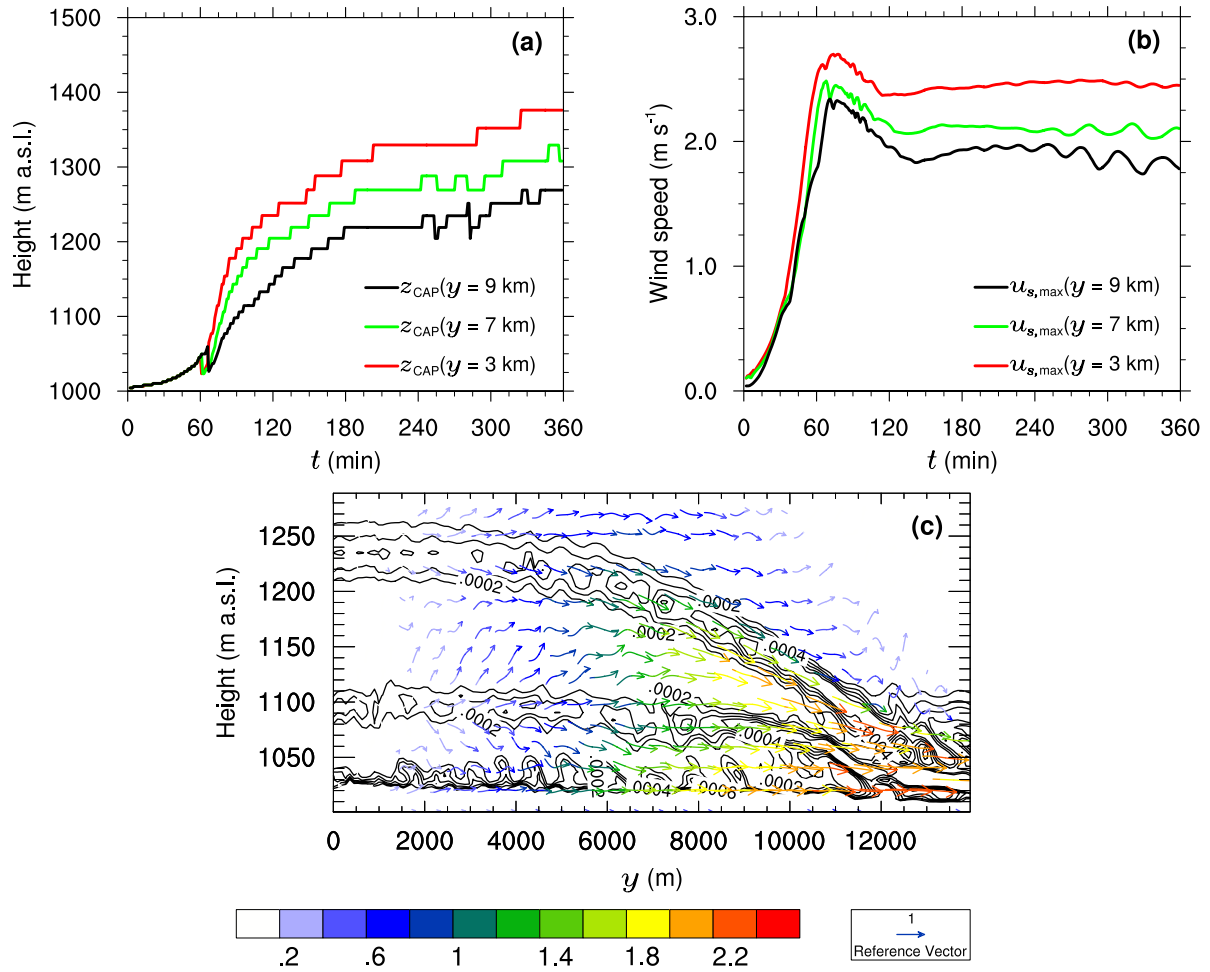 (a)
1500
1400
1300
1200
1100
1000
Height (m a.s.l.)
z_CAP(y = 9 km)
z_CAP(y = 7 km)
z_CAP(y = 3 km)
0 60 120 180 240 300 360
t (min)
(b)
3.0
2.0
1.0
0.0
Wind speed (m s⁻¹)
u_s,max(y = 9 km)
u_s,max(y = 7 km)
u_s,max(y = 3 km)
0 60 120 180 240 300 360
t (min)
(c)
1250
1200
1150
1100
1050
Height (m a.s.l.)
.0002
.0002
.0004
.0002
.0002
.0002
.0004
.0004
.0008
.0002
0 2000 4000 6000 8000 10000 12000
y (m)
.2 .6 1 1.4 1.8 2.2
1
Reference Vector